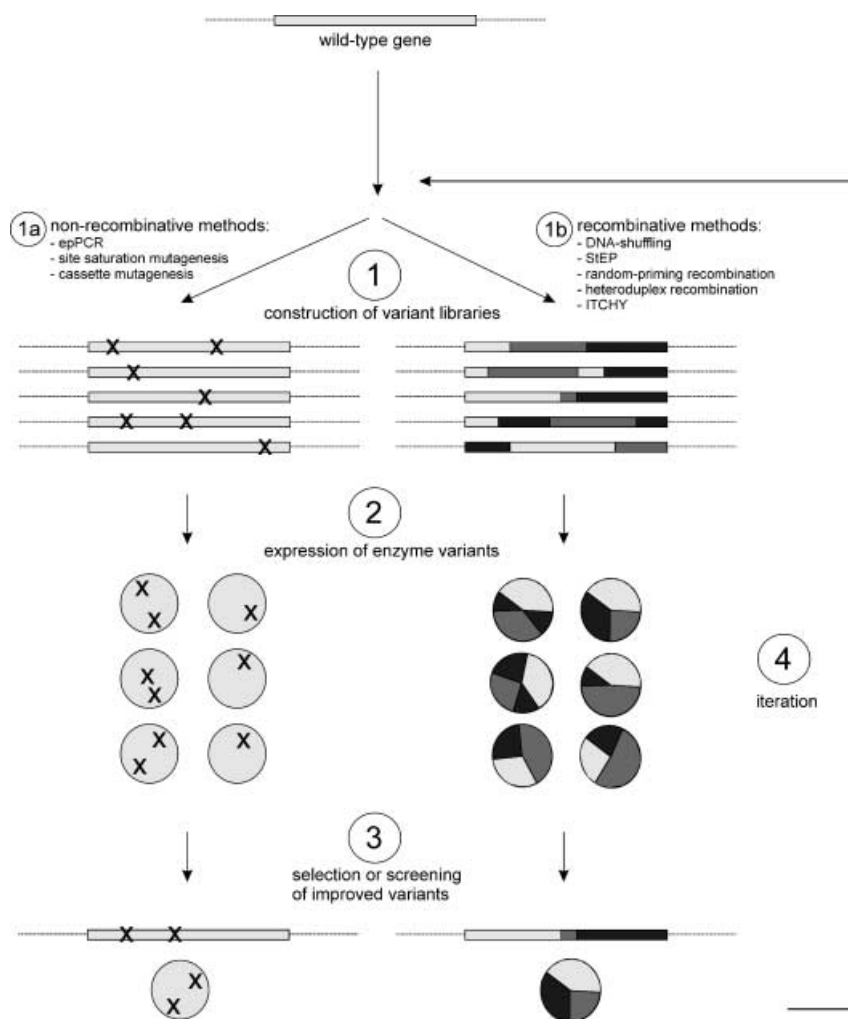 wild-type gene
1a
non-recombinative methods:
- epPCR
- site saturation mutagenesis
- cassette mutagenesis
1b
recombinative methods:
- DNA-shuffling
- StEP
- random-priming recombination
- heteroduplex recombination
- ITCHY
1
construction of variant libraries
X X
X
X
X X
X
2
expression of enzyme variants
X
X
X
X
X
X
X
X
X
3
selection or screening
of improved variants
4
iteration
X X
X
X